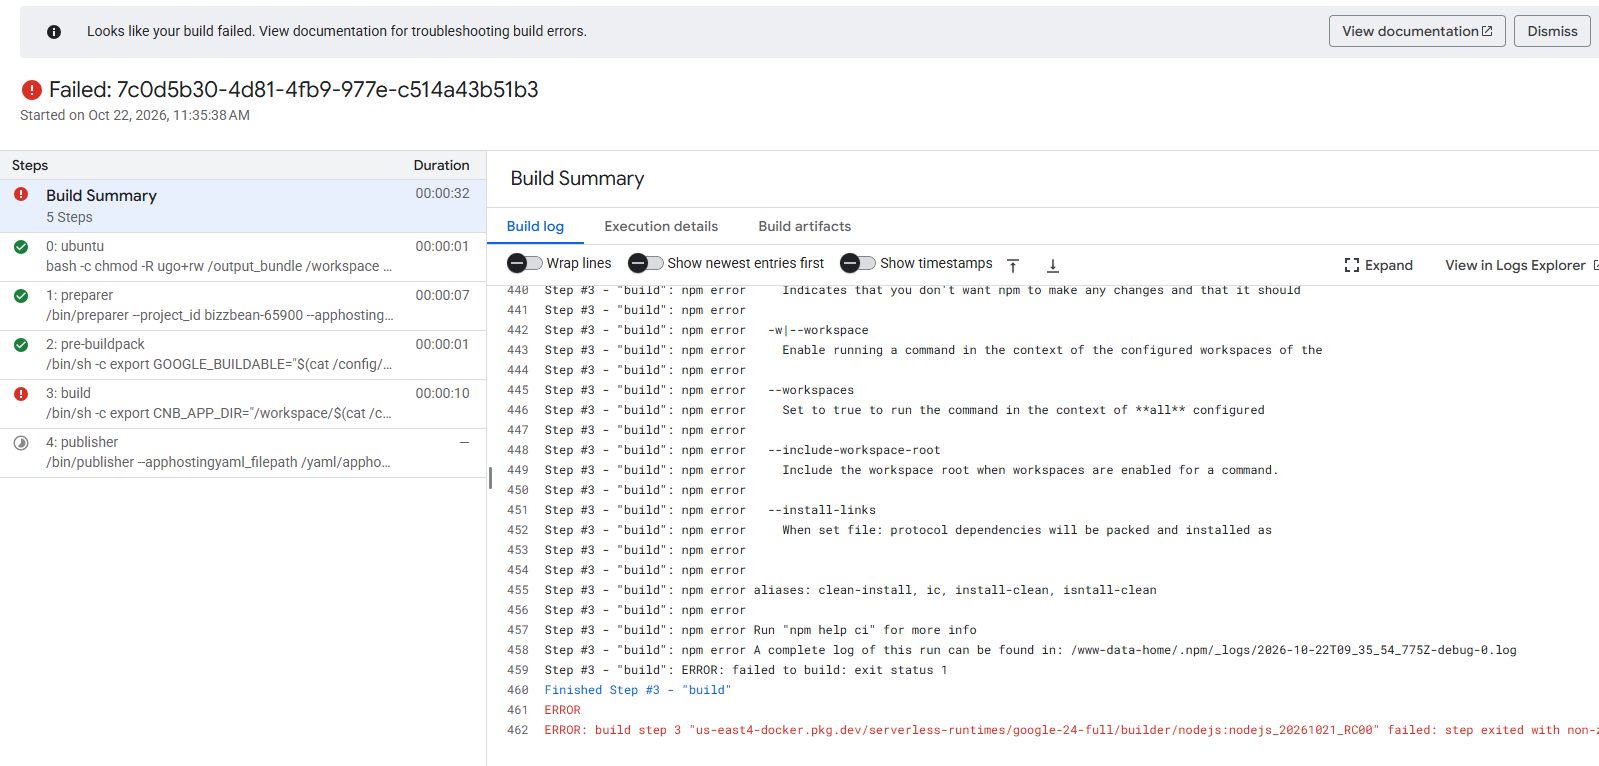 Looks like your build failed. View documentation for troubleshooting build errors.
View documentation
Dismiss
Failed: 7c0d5b30-4d81-4fb9-977e-c514a43b51b3
Started on Oct 22, 2026, 11:35:38 AM
Steps
Duration
Build Summary
00:00:32
5 Steps
0: ubuntu
00:00:01
bash -c chmod -R ugo+rw /output_bundle /workspace ...
1: preparer
00:00:07
/bin/preparer --project_id bizzbean-65900 --apphosting...
2: pre-buildpack
00:00:01
/bin/sh -c export GOOGLE_BUILDABLE="$(cat /config/...
3: build
00:00:10
/bin/sh -c export CNB_APP_DIR="/workspace/$(cat /c...
4: publisher
—
/bin/publisher --apphostingyaml_filepath /yaml/appho...
Build Summary
Build log
Execution details
Build artifacts
Wrap lines
Show newest entries first
Show timestamps
Expand
View in Logs Explorer
440 Step #3 - "build": npm error     Indicates that you don't want npm to make any changes and that it should
441 Step #3 - "build": npm error
442 Step #3 - "build": npm error   -w|--workspace
443 Step #3 - "build": npm error     Enable running a command in the context of the configured workspaces of the
444 Step #3 - "build": npm error
445 Step #3 - "build": npm error   --workspaces
446 Step #3 - "build": npm error     Set to true to run the command in the context of **all** configured
447 Step #3 - "build": npm error
448 Step #3 - "build": npm error   --include-workspace-root
449 Step #3 - "build": npm error     Include the workspace root when workspaces are enabled for a command.
450 Step #3 - "build": npm error
451 Step #3 - "build": npm error   --install-links
452 Step #3 - "build": npm error     When set file: protocol dependencies will be packed and installed as
453 Step #3 - "build": npm error
454 Step #3 - "build": npm error
455 Step #3 - "build": npm error aliases: clean-install, ic, install-clean, isntall-clean
456 Step #3 - "build": npm error
457 Step #3 - "build": npm error Run "npm help ci" for more info
458 Step #3 - "build": npm error A complete log of this run can be found in: /www-data-home/.npm/_logs/2026-10-22T09_35_54_775Z-debug-0.log
459 Step #3 - "build": ERROR: failed to build: exit status 1
460 Finished Step #3 - "build"
461 ERROR
462 ERROR: build step 3 "us-east4-docker.pkg.dev/serverless-runtimes/google-24-full/builder/nodejs:nodejs_20261021_RC00" failed: step exited with